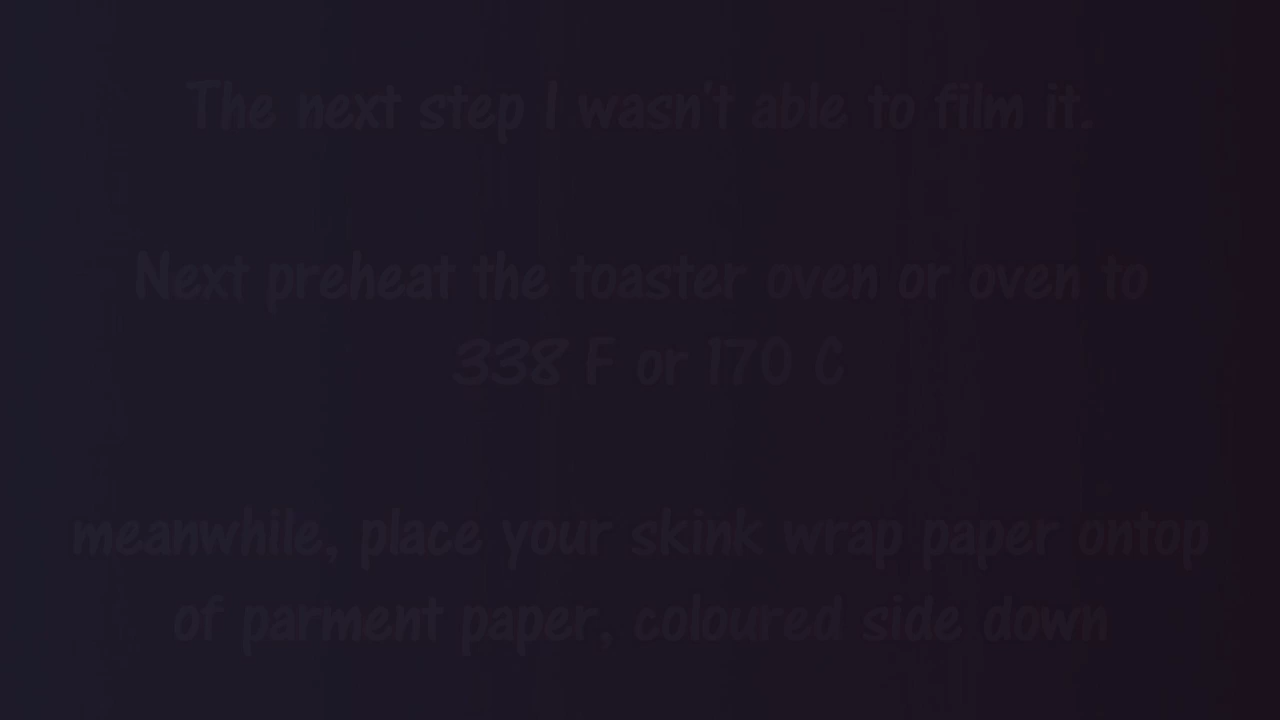 The next step I wasn't able to film it.
Next preheat the toaster oven or oven to
338 F or 170 C
meanwhile, place your skink wrap paper ontop
of parment paper, coloured side down